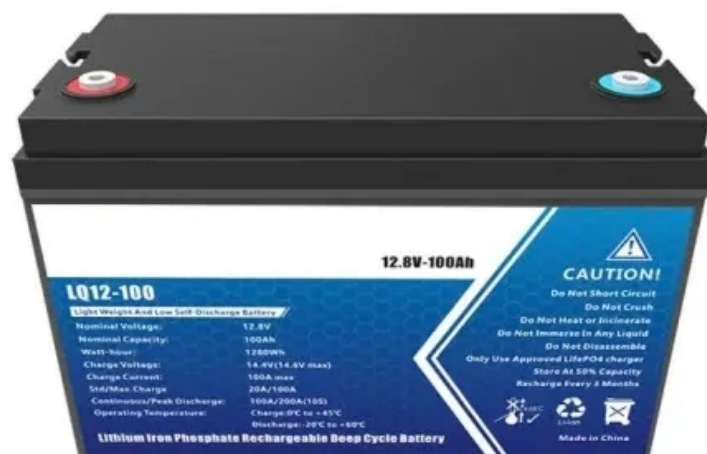 12.8V-100Ah
LQ12-100
Light Weight And Low Self-Discharge Battery
Nominal Voltage: 12.8V
Nominal Capacity: 100Ah
Watt-hour: 1280Wh
Charge Voltage: 14.4V(14.6V max)
Charge Current: 100A max
Std/Max.Charge 20A/100A
Continuous/Peak Discharge: 100A/200A(10S)
Operating Temperature: Charge:0℃ to +45℃
Discharge:-20℃ to +60℃
Lithium Iron Phosphate Rechargeable Deep Cycle Battery
CAUTION!
Do Not Short Circuit
Do Not Crush
Do Not Heat or Incinerate
Do Not Immerse In Any Liquid
Do Not Disassemble
Only Use Approved LifePO4 charger
Store At 50% Capacity
Recharge Every 3 Months
Li-ion
Made in China